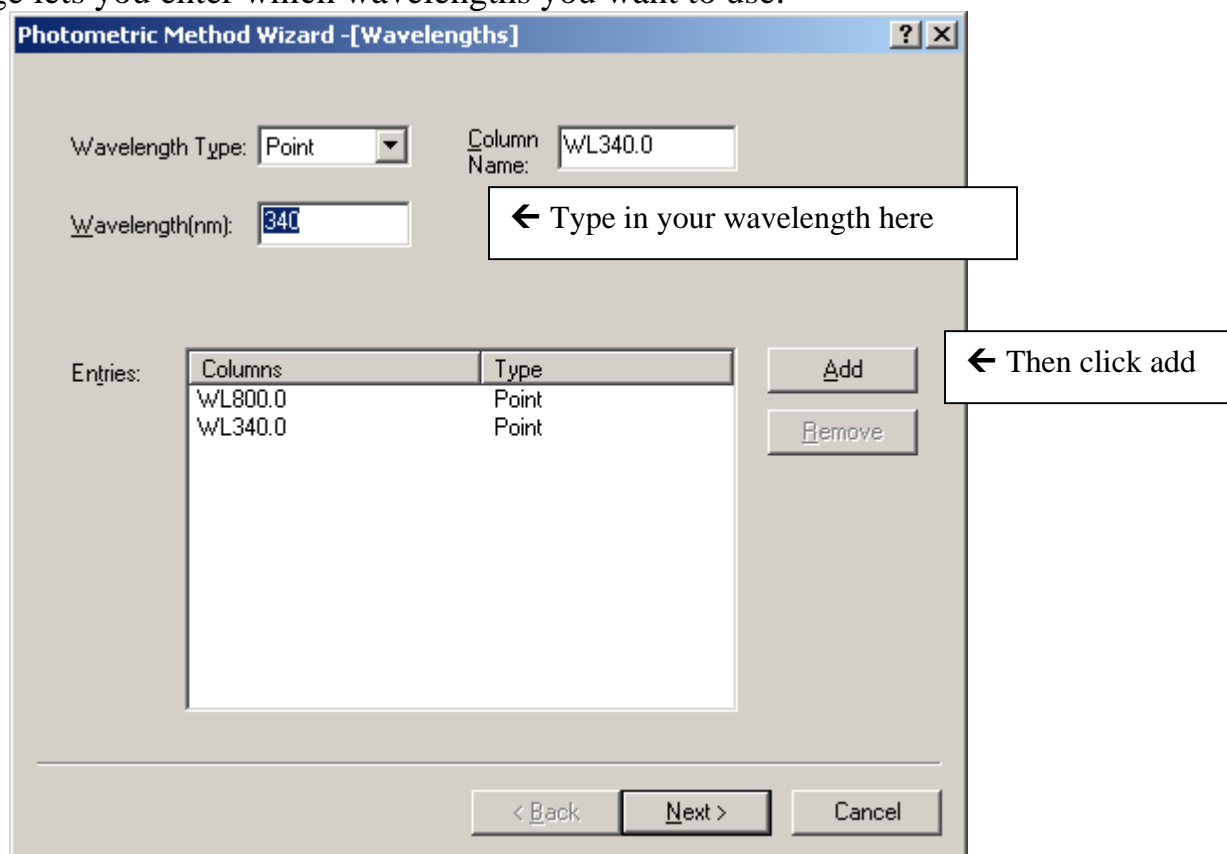 ge lets you enter which wavelengths you want to use.
Photometric Method Wizard -[Wavelengths]
Wavelength Type: Point
Column Name: WL340.0
Wavelength(nm): 340
← Type in your wavelength here
Entries:
Columns Type
WL800.0 Point
WL340.0 Point
Add
← Then click add
Remove
< Back Next > Cancel